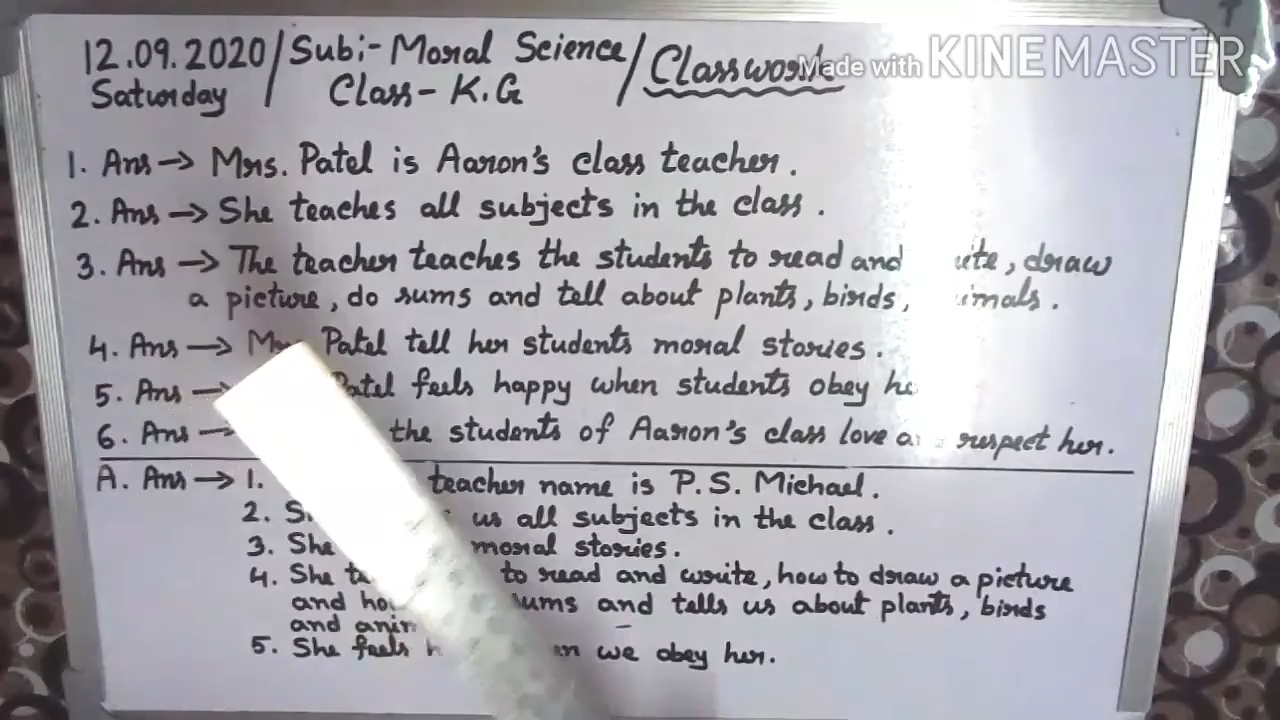 12.09.2020 / Sub:- Moral Science / Classwork
Saturday Class- K.G
Made with KINEMASTER
1. Ans → Mrs. Patel is Aaron's class teacher.
2. Ans → She teaches all subjects in the class.
3. Ans → The teacher teaches the students to read and , draw
a picture, do sums and tell about plants, birds,
4. Ans → Mrs. Patel tell her students moral stories.
5. Ans → Patel feels happy when students obey
6. Ans → the students of Aaron's class love respect her.
A. Ans → 1. teacher name is P.S. Michael.
2. us all subjects in the class.
3. She moral stories.
4. She to read and write, how to draw a picture
and sums and tells us about plants, birds
and
5. She feels we obey her.